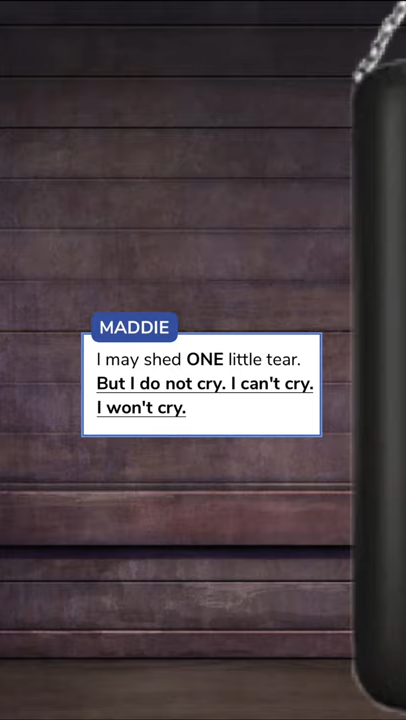 MADDIE
I may shed ONE little tear.
But I do not cry. I can't cry.
I won't cry.